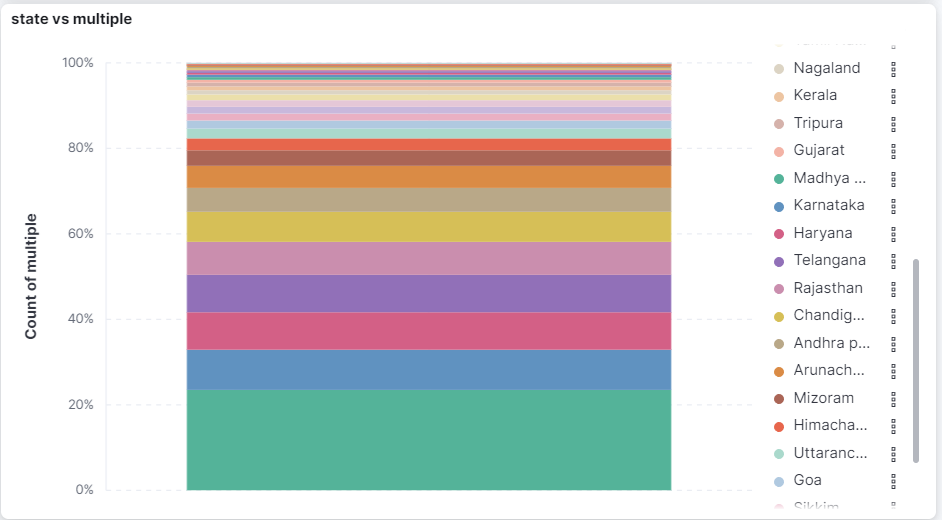 state vs multiple
100%
80%
60%
40%
20%
0%
Count of multiple
Nagaland
Kerala
Tripura
Gujarat
Madhya ...
Karnataka
Haryana
Telangana
Rajasthan
Chandig...
Andhra p...
Arunach...
Mizoram
Himacha...
Uttaranc...
Goa
Sikkim